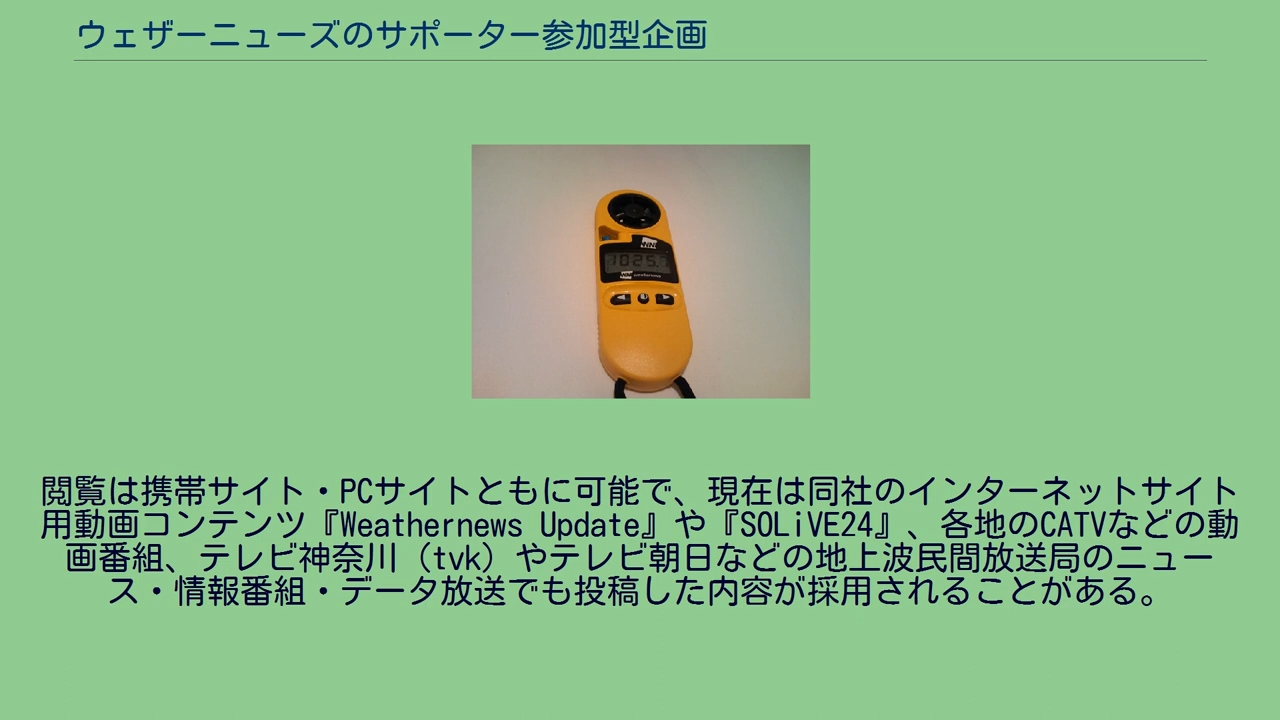 ウェザーニューズのサポーター参加型企画
1025.7
閲覧は携帯サイト・PCサイトともに可能で、現在は同社のインターネットサイト
用動画コンテンツ『Weathernews Update』や『SOLiVE24』、各地のCATVなどの動
画番組、テレビ神奈川（tvk）やテレビ朝日などの地上波民間放送局のニュー
ス・情報番組・データ放送でも投稿した内容が採用されることがある。